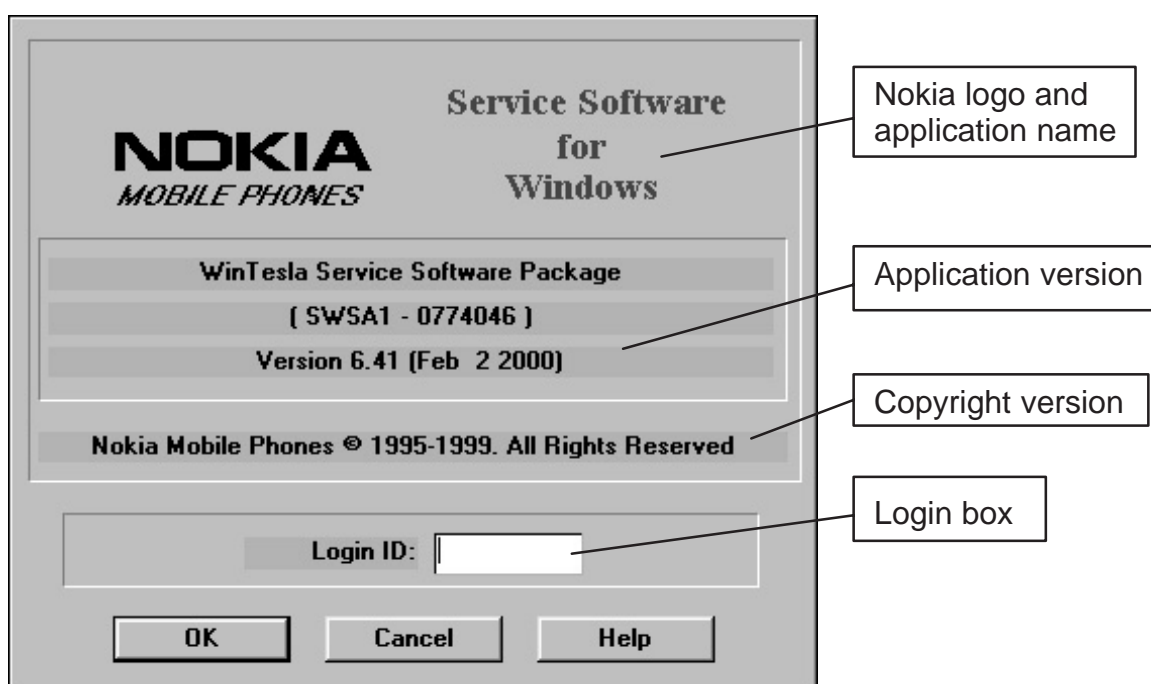 NOKIA
MOBILE PHONES
Service Software
for
Windows
WinTesla Service Software Package
( SWSA1 - 0774046 )
Version 6.41 (Feb  2 2000)
Nokia Mobile Phones © 1995-1999. All Rights Reserved
Login ID:
OK
Cancel
Help
Nokia logo and
application name
Application version
Copyright version
Login box